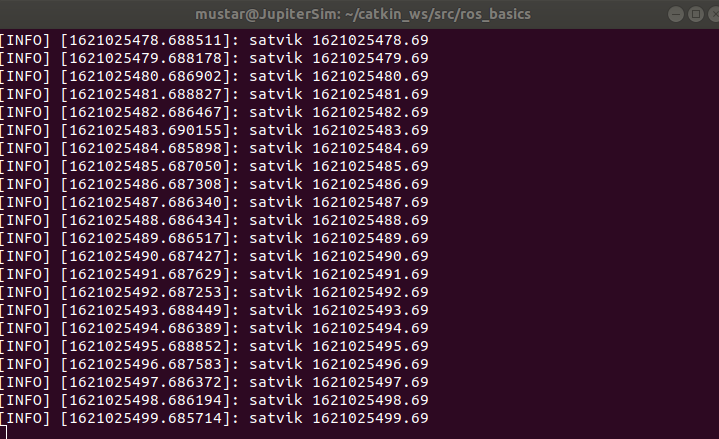 mustar@JupiterSim: ~/catkin_ws/src/ros_basics
[INFO] [1621025478.688511]: satvik 1621025478.69
[INFO] [1621025479.688178]: satvik 1621025479.69
[INFO] [1621025480.686902]: satvik 1621025480.69
[INFO] [1621025481.688827]: satvik 1621025481.69
[INFO] [1621025482.686467]: satvik 1621025482.69
[INFO] [1621025483.690155]: satvik 1621025483.69
[INFO] [1621025484.685898]: satvik 1621025484.69
[INFO] [1621025485.687050]: satvik 1621025485.69
[INFO] [1621025486.687308]: satvik 1621025486.69
[INFO] [1621025487.686340]: satvik 1621025487.69
[INFO] [1621025488.686434]: satvik 1621025488.69
[INFO] [1621025489.686517]: satvik 1621025489.69
[INFO] [1621025490.687427]: satvik 1621025490.69
[INFO] [1621025491.687629]: satvik 1621025491.69
[INFO] [1621025492.687253]: satvik 1621025492.69
[INFO] [1621025493.688449]: satvik 1621025493.69
[INFO] [1621025494.686389]: satvik 1621025494.69
[INFO] [1621025495.688852]: satvik 1621025495.69
[INFO] [1621025496.687583]: satvik 1621025496.69
[INFO] [1621025497.686372]: satvik 1621025497.69
[INFO] [1621025498.686194]: satvik 1621025498.69
[INFO] [1621025499.685714]: satvik 1621025499.69